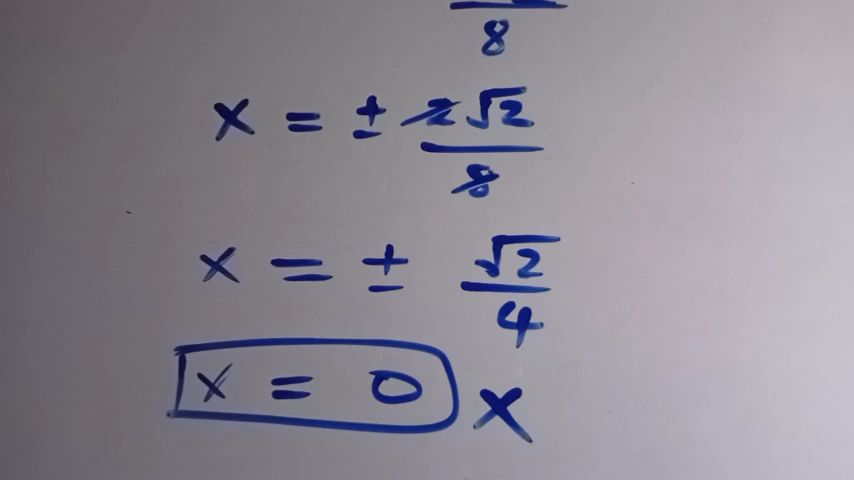 8
x = ± 2√2/8
x = ± √2/4
x = 0 x